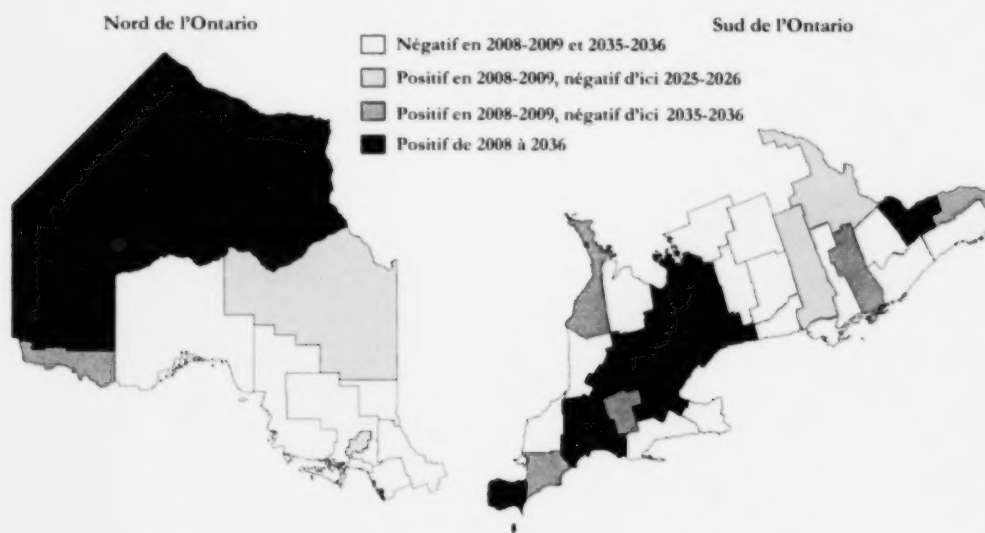 Nord de l'Ontario
Sud de l'Ontario
Négatif en 2008-2009 et 2035-2036
Positif en 2008-2009, négatif d'ici 2025-2026
Positif en 2008-2009, négatif d'ici 2035-2036
Positif de 2008 à 2036